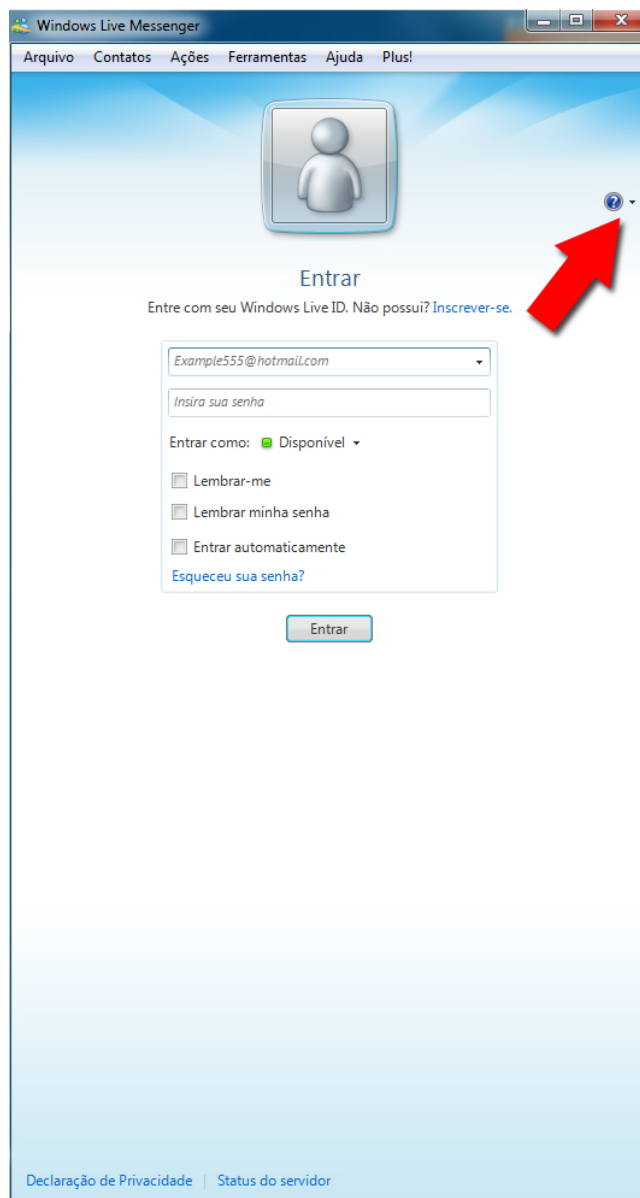 Windows Live Messenger
Arquivo Contatos Ações Ferramentas Ajuda Plus!
?
Entrar
Entre com seu Windows Live ID. Não possui? Inscrever-se.
Example555@hotmail.com
Insira sua senha
Entrar como: Disponível
Lembrar-me
Lembrar minha senha
Entrar automaticamente
Esqueceu sua senha?
Entrar
Declaração de Privacidade | Status do servidor